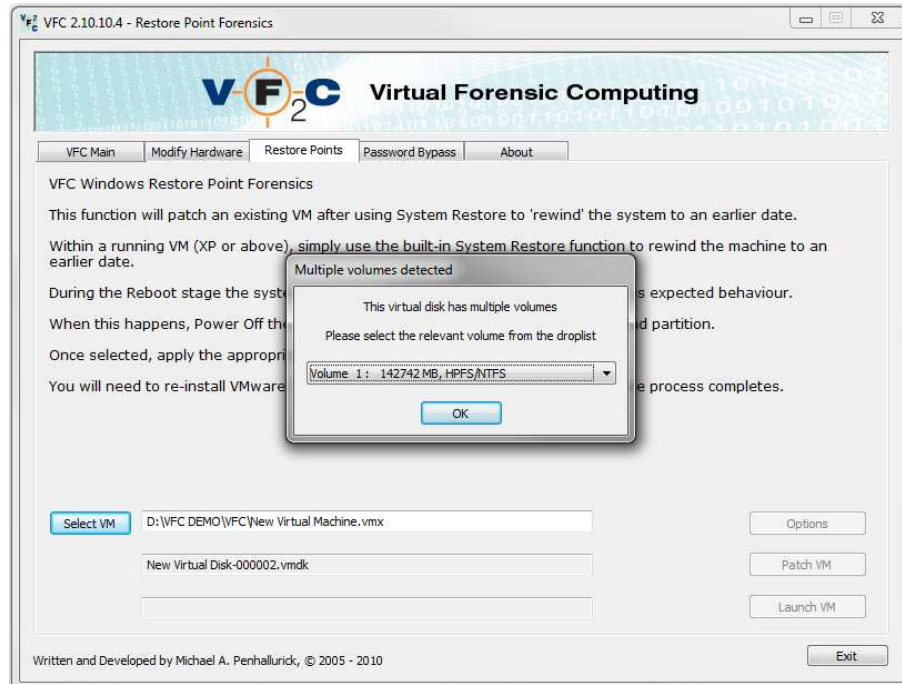 VFC 2.10.10.4 - Restore Point Forensics
VF2C Virtual Forensic Computing
VFC Main Modify Hardware Restore Points Password Bypass About
VFC Windows Restore Point Forensics
This function will patch an existing VM after using System Restore to 'rewind' the system to an earlier date.
Within a running VM (XP or above), simply use the built-in System Restore function to rewind the machine to an
earlier date.
During the Reboot stage the syst s expected behaviour.
When this happens, Power Off th d partition.
Once selected, apply the appropri
You will need to re-install VMware e process completes.
Multiple volumes detected
This virtual disk has multiple volumes
Please select the relevant volume from the droplist
Volume 1 : 142742 MB, HPFS/NTFS
OK
Select VM D:\VFC DEMO\VFC\New Virtual Machine.vmx Options
New Virtual Disk-000002.vmdk Patch VM
Launch VM
Written and Developed by Michael A. Penhallurick, © 2005 - 2010 Exit